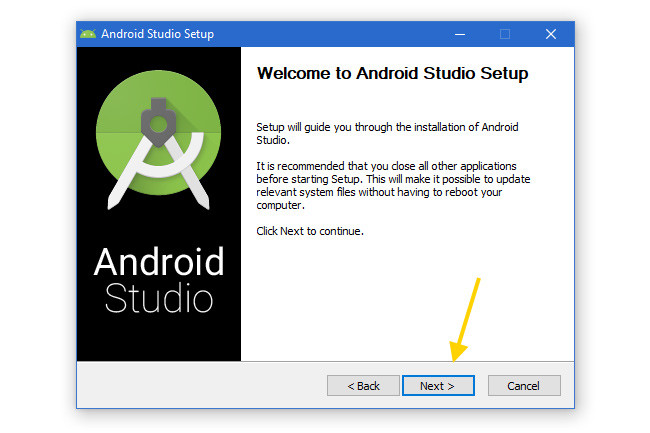 Android Studio Setup
Welcome to Android Studio Setup
Setup will guide you through the installation of Android
Studio.
It is recommended that you close all other applications
before starting Setup. This will make it possible to update
relevant system files without having to reboot your
computer.
Click Next to continue.
Android
Studio
< Back
Next >
Cancel